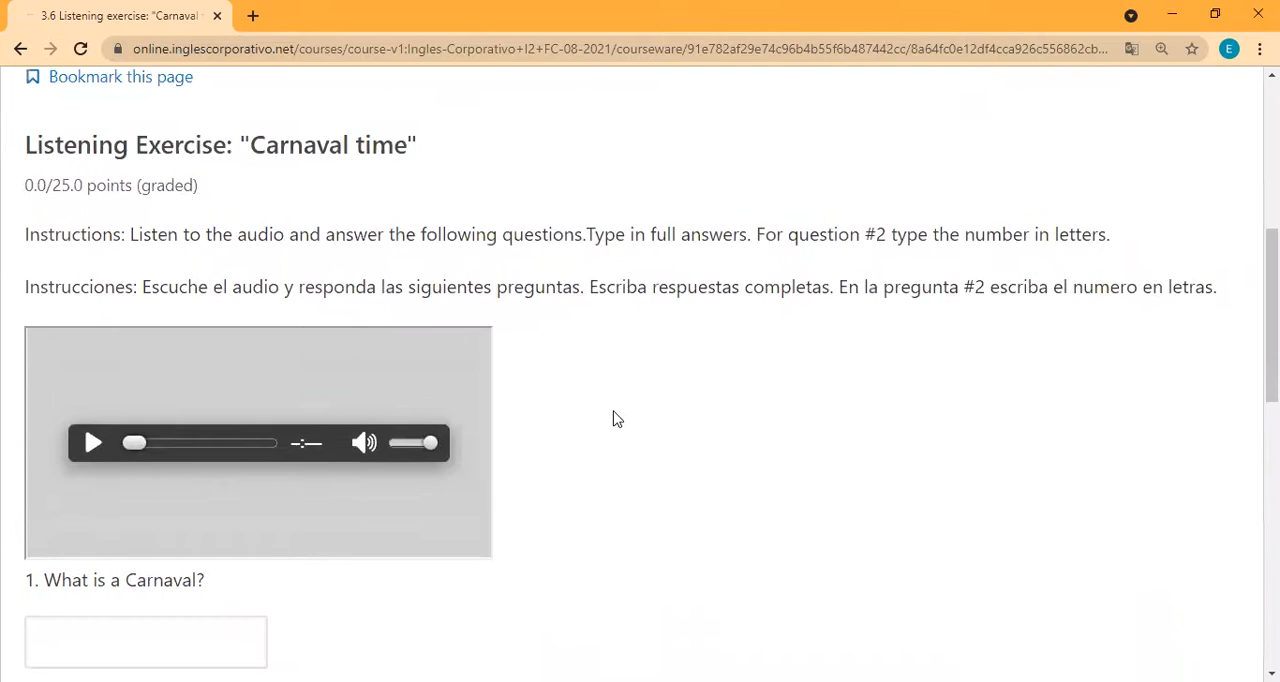 3.6 Listening exercise: "Carnaval
online.inglescorporativo.net/courses/course-v1:Ingles-Corporativo+I2+FC-08-2021/courseware/91e782af29e74c96b4b55f6b487442cc/8a64fc0e12df4cca926c556862cb...
E
Bookmark this page
Listening Exercise: "Carnaval time"
0.0/25.0 points (graded)
Instructions: Listen to the audio and answer the following questions.Type in full answers. For question #2 type the number in letters.
Instrucciones: Escuche el audio y responda las siguientes preguntas. Escriba respuestas completas. En la pregunta #2 escriba el numero en letras.
-:--
1. What is a Carnaval?